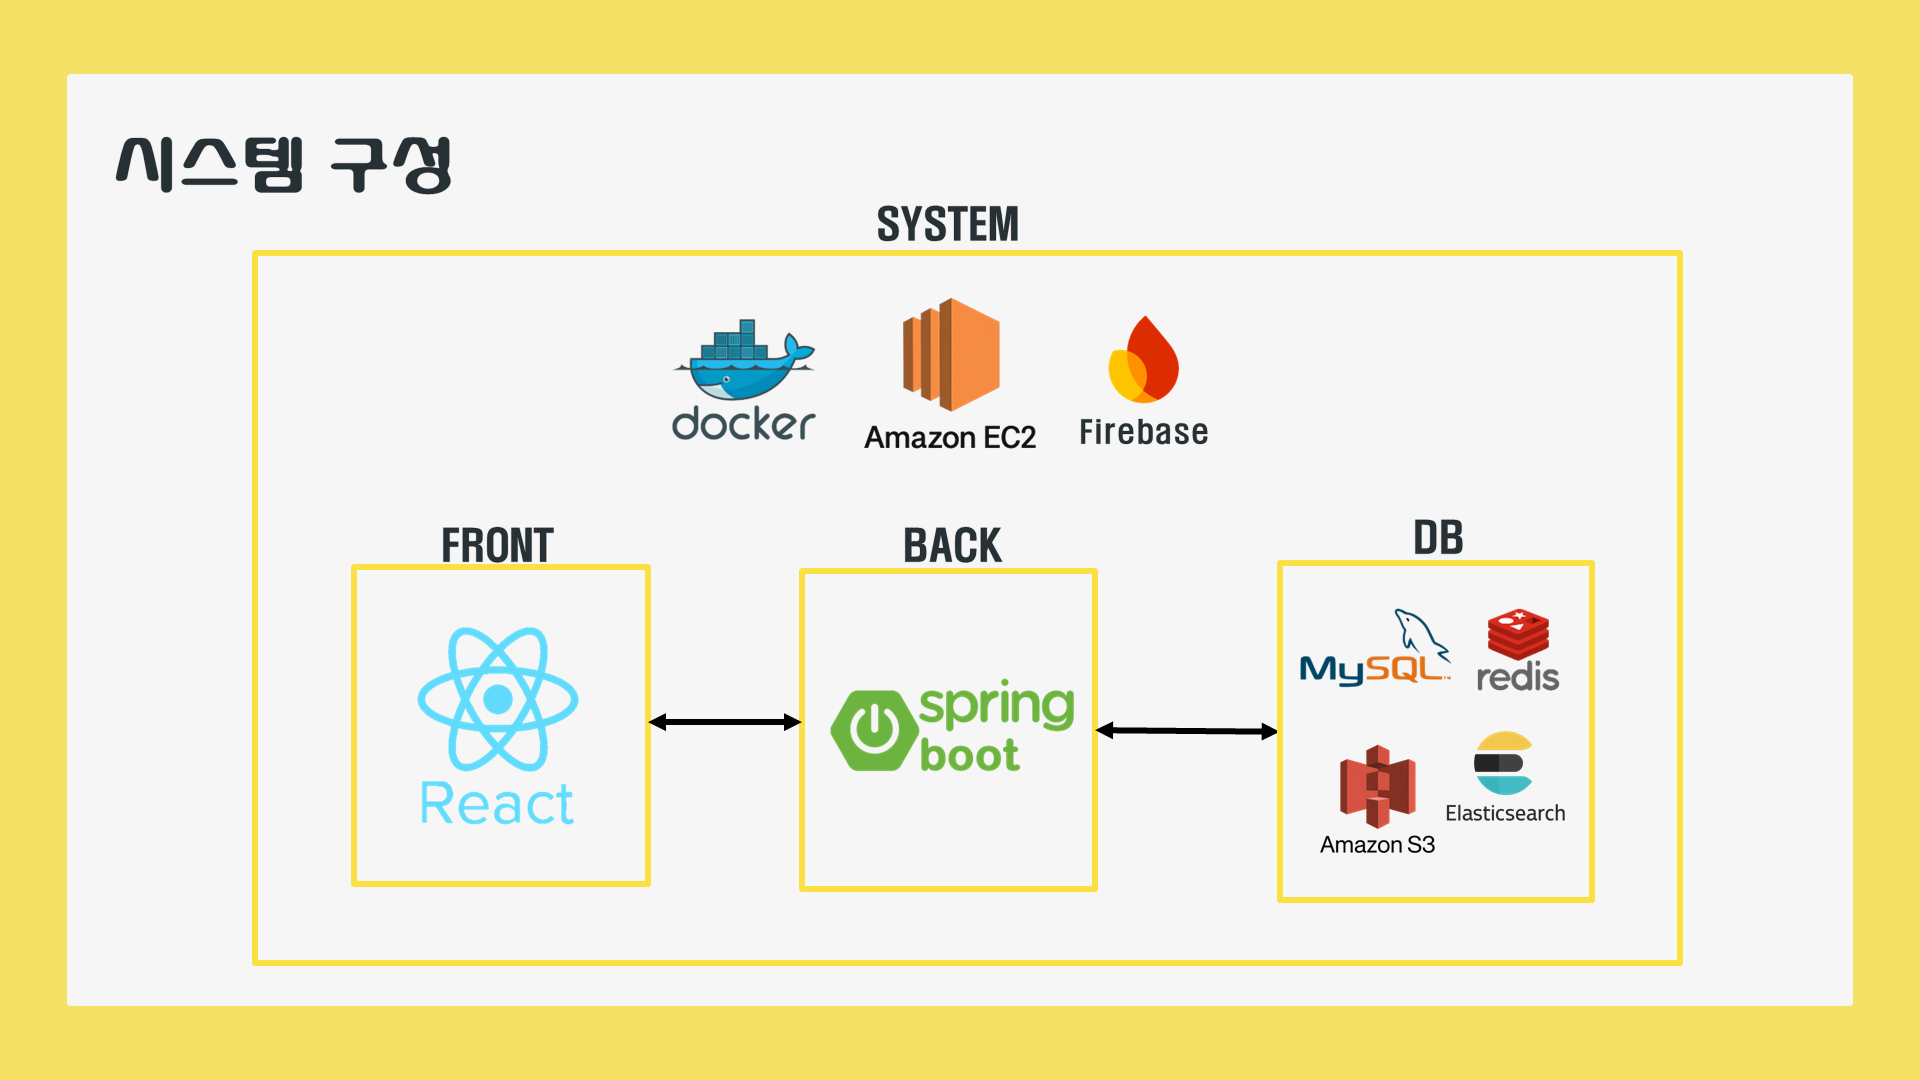 시스템 구성
SYSTEM
docker
Amazon EC2
Firebase
FRONT
BACK
DB
React
spring
boot
MySQL™
redis
Amazon S3
Elasticsearch